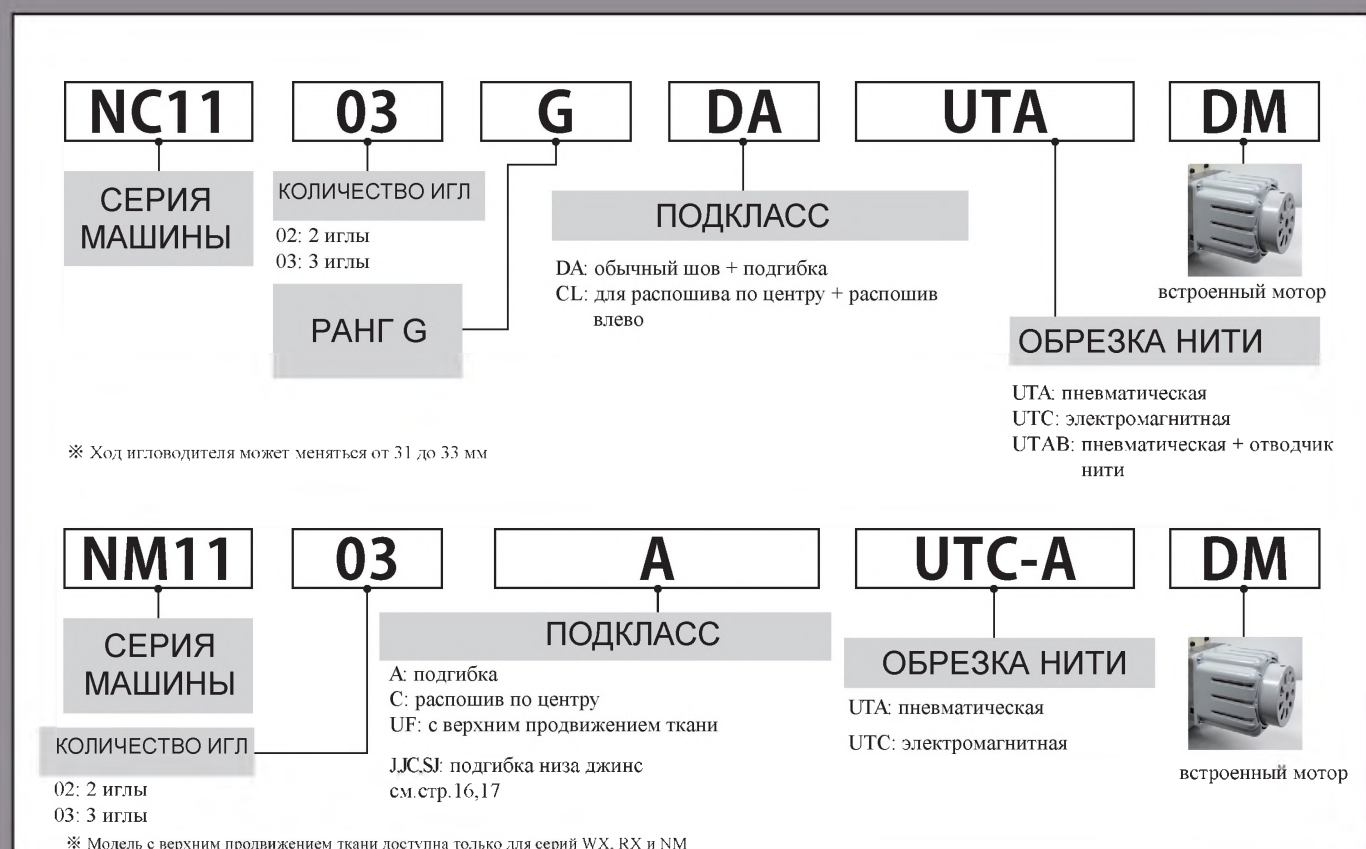 NC11 03 G DA UTA DM
СЕРИЯ
МАШИНЫ
КОЛИЧЕСТВО ИГЛ
02: 2 иглы
03: 3 иглы
РАНГ G
ПОДКЛАСС
DA: обычный шов + подгибка
CL: для распошива по центру + распошив
влево
встроенный мотор
ОБРЕЗКА НИТИ
UTA: пневматическая
UTC: электромагнитная
UTAB: пневматическая + отводчик
нити
※ Ход игловодителя может меняться от 31 до 33 мм
NM11 03 A UTC-A DM
СЕРИЯ
МАШИНЫ
КОЛИЧЕСТВО ИГЛ
02: 2 иглы
03: 3 иглы
ПОДКЛАСС
A: подгибка
C: распошив по центру
UF: с верхним продвижением ткани
J,JC,SJ: подгибка низа джинс
см.стр.16,17
ОБРЕЗКА НИТИ
UTA: пневматическая
UTC: электромагнитная
встроенный мотор
※ Модель с верхним продвижением ткани доступна только для серий WX, RX и NM